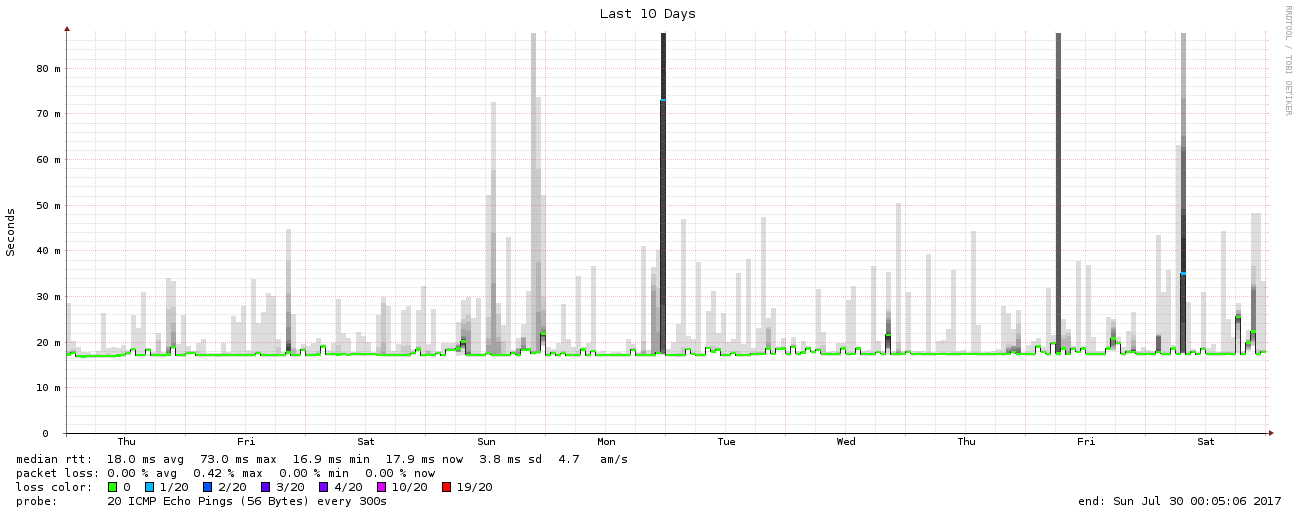 Last 10 Days
RRDTOOL / TOBI OETIKER
Seconds
80 m
70 m
60 m
50 m
40 m
30 m
20 m
10 m
0
Thu Fri Sat Sun Mon Tue Wed Thu Fri Sat
median rtt: 18.0 ms avg 73.0 ms max 16.9 ms min 17.9 ms now 3.8 ms sd 4.7 am/s
packet loss: 0.00 % avg 0.42 % max 0.00 % min 0.00 % now
loss color: 0 1/20 2/20 3/20 4/20 10/20 19/20
probe: 20 ICMP Echo Pings (56 Bytes) every 300s end: Sun Jul 30 00:05:06 2017